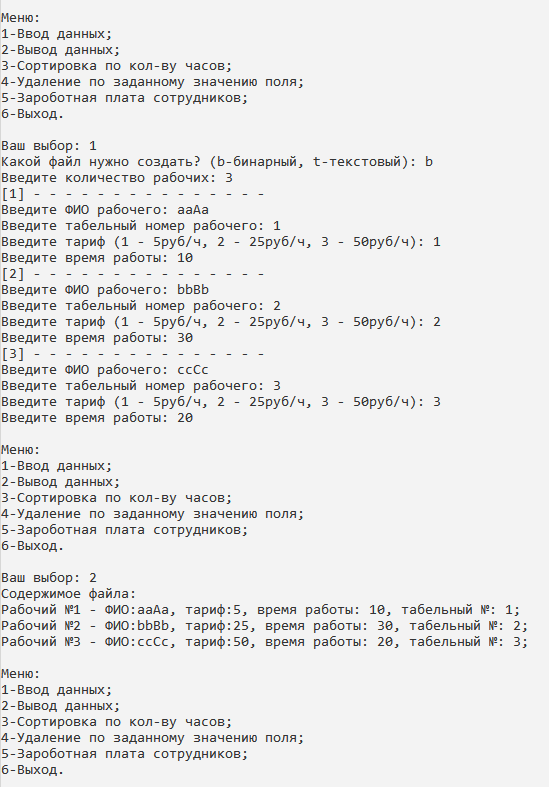 Меню:
1-Ввод данных;
2-Вывод данных;
3-Сортировка по кол-ву часов;
4-Удаление по заданному значению поля;
5-Зароботная плата сотрудников;
6-Выход.
Ваш выбор: 1
Какой файл нужно создать? (b-бинарный, t-текстовый): b
Введите количество рабочих: 3
[1] - - - - - - - - - - - - - - -
Введите ФИО рабочего: aaAa
Введите табельный номер рабочего: 1
Введите тариф (1 - 5руб/ч, 2 - 25руб/ч, 3 - 50руб/ч): 1
Введите время работы: 10
[2] - - - - - - - - - - - - - - -
Введите ФИО рабочего: bbBb
Введите табельный номер рабочего: 2
Введите тариф (1 - 5руб/ч, 2 - 25руб/ч, 3 - 50руб/ч): 2
Введите время работы: 30
[3] - - - - - - - - - - - - - - -
Введите ФИО рабочего: ccCc
Введите табельный номер рабочего: 3
Введите тариф (1 - 5руб/ч, 2 - 25руб/ч, 3 - 50руб/ч): 3
Введите время работы: 20
Меню:
1-Ввод данных;
2-Вывод данных;
3-Сортировка по кол-ву часов;
4-Удаление по заданному значению поля;
5-Зароботная плата сотрудников;
6-Выход.
Ваш выбор: 2
Содержимое файла:
Рабочий №1 - ФИО:aaAa, тариф:5, время работы: 10, табельный №: 1;
Рабочий №2 - ФИО:bbBb, тариф:25, время работы: 30, табельный №: 2;
Рабочий №3 - ФИО:ccCc, тариф:50, время работы: 20, табельный №: 3;
Меню:
1-Ввод данных;
2-Вывод данных;
3-Сортировка по кол-ву часов;
4-Удаление по заданному значению поля;
5-Зароботная плата сотрудников;
6-Выход.